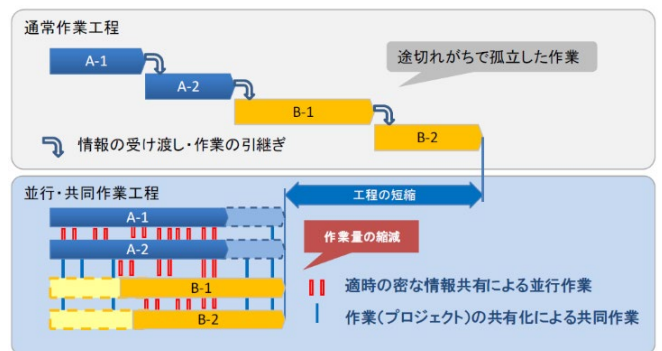 通常作業工程
途切れがちで孤立した作業
A-1
A-2
B-1
B-2
情報の受け渡し・作業の引継ぎ
並行・共同作業工程
工程の短縮
A-1
作業量の縮減
A-2
B-1
適時の密な情報共有による並行作業
B-2
作業(プロジェクト)の共有化による共同作業